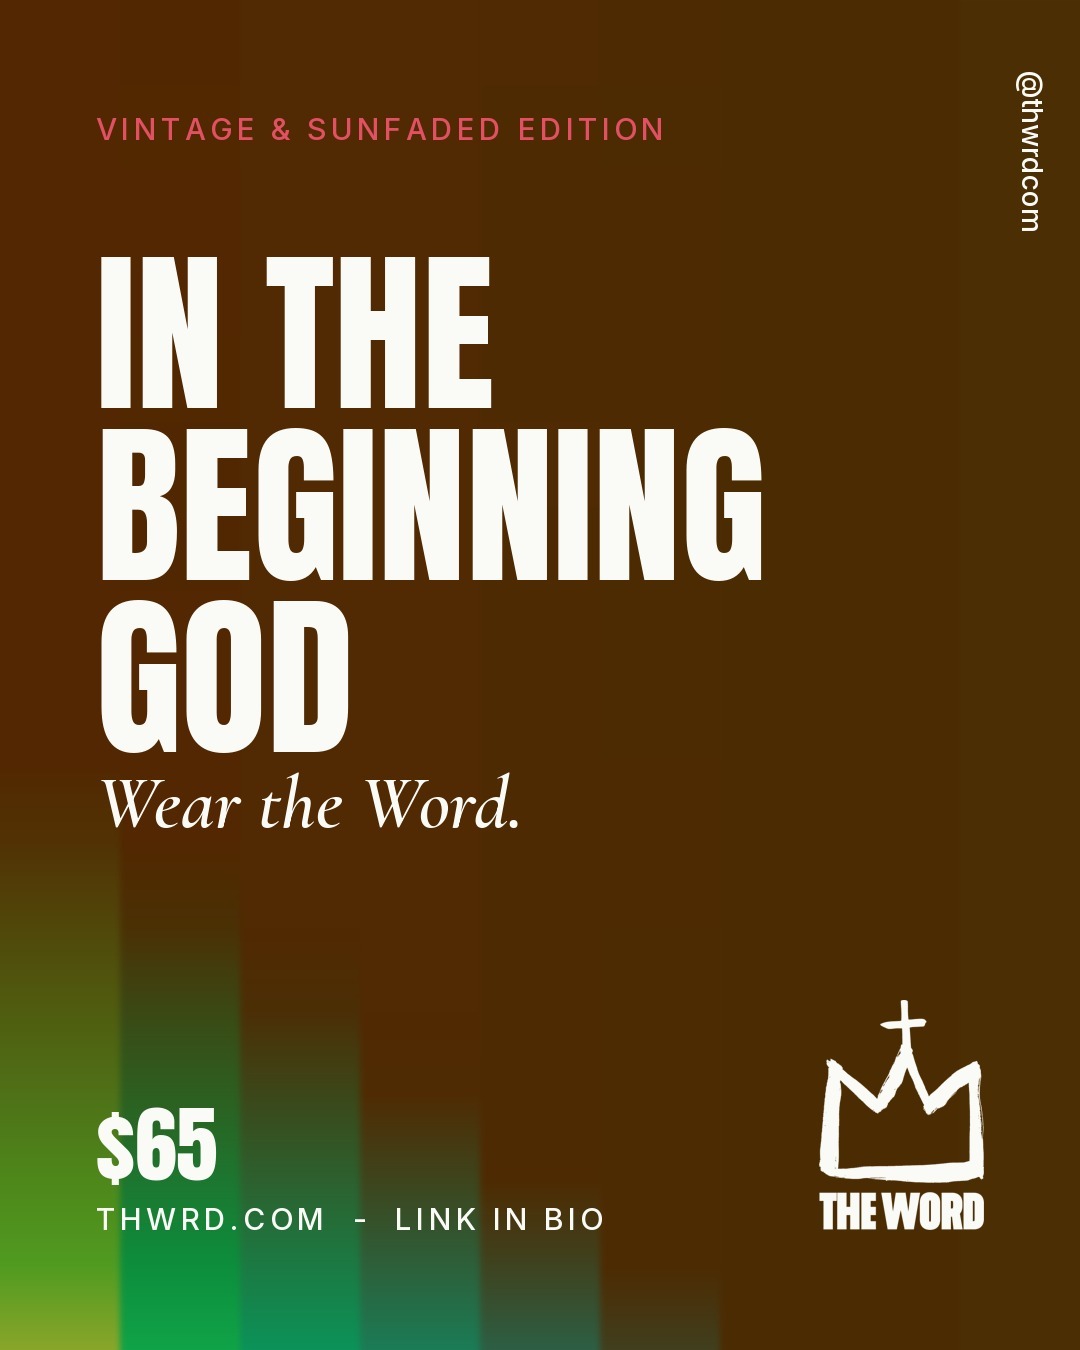 VINTAGE & SUNFADED EDITION
@thwrdcom
IN THE
BEGINNING
GOD
Wear the Word.
$65
THWRD.COM - LINK IN BIO
THE WORD